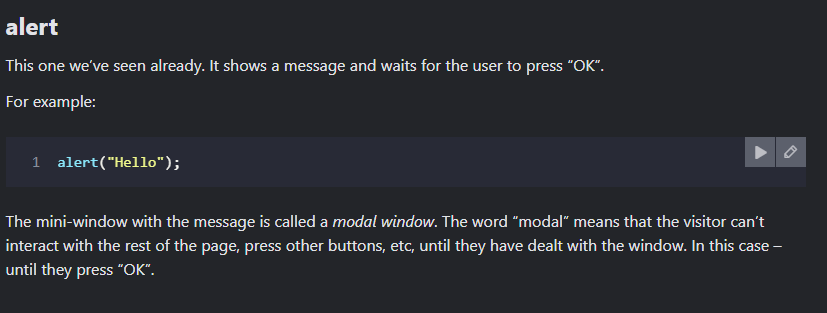 alert
This one we’ve seen already. It shows a message and waits for the user to press “OK”.
For example:
1 alert("Hello");
The mini-window with the message is called a modal window. The word “modal” means that the visitor can’t
interact with the rest of the page, press other buttons, etc, until they have dealt with the window. In this case –
until they press “OK”.